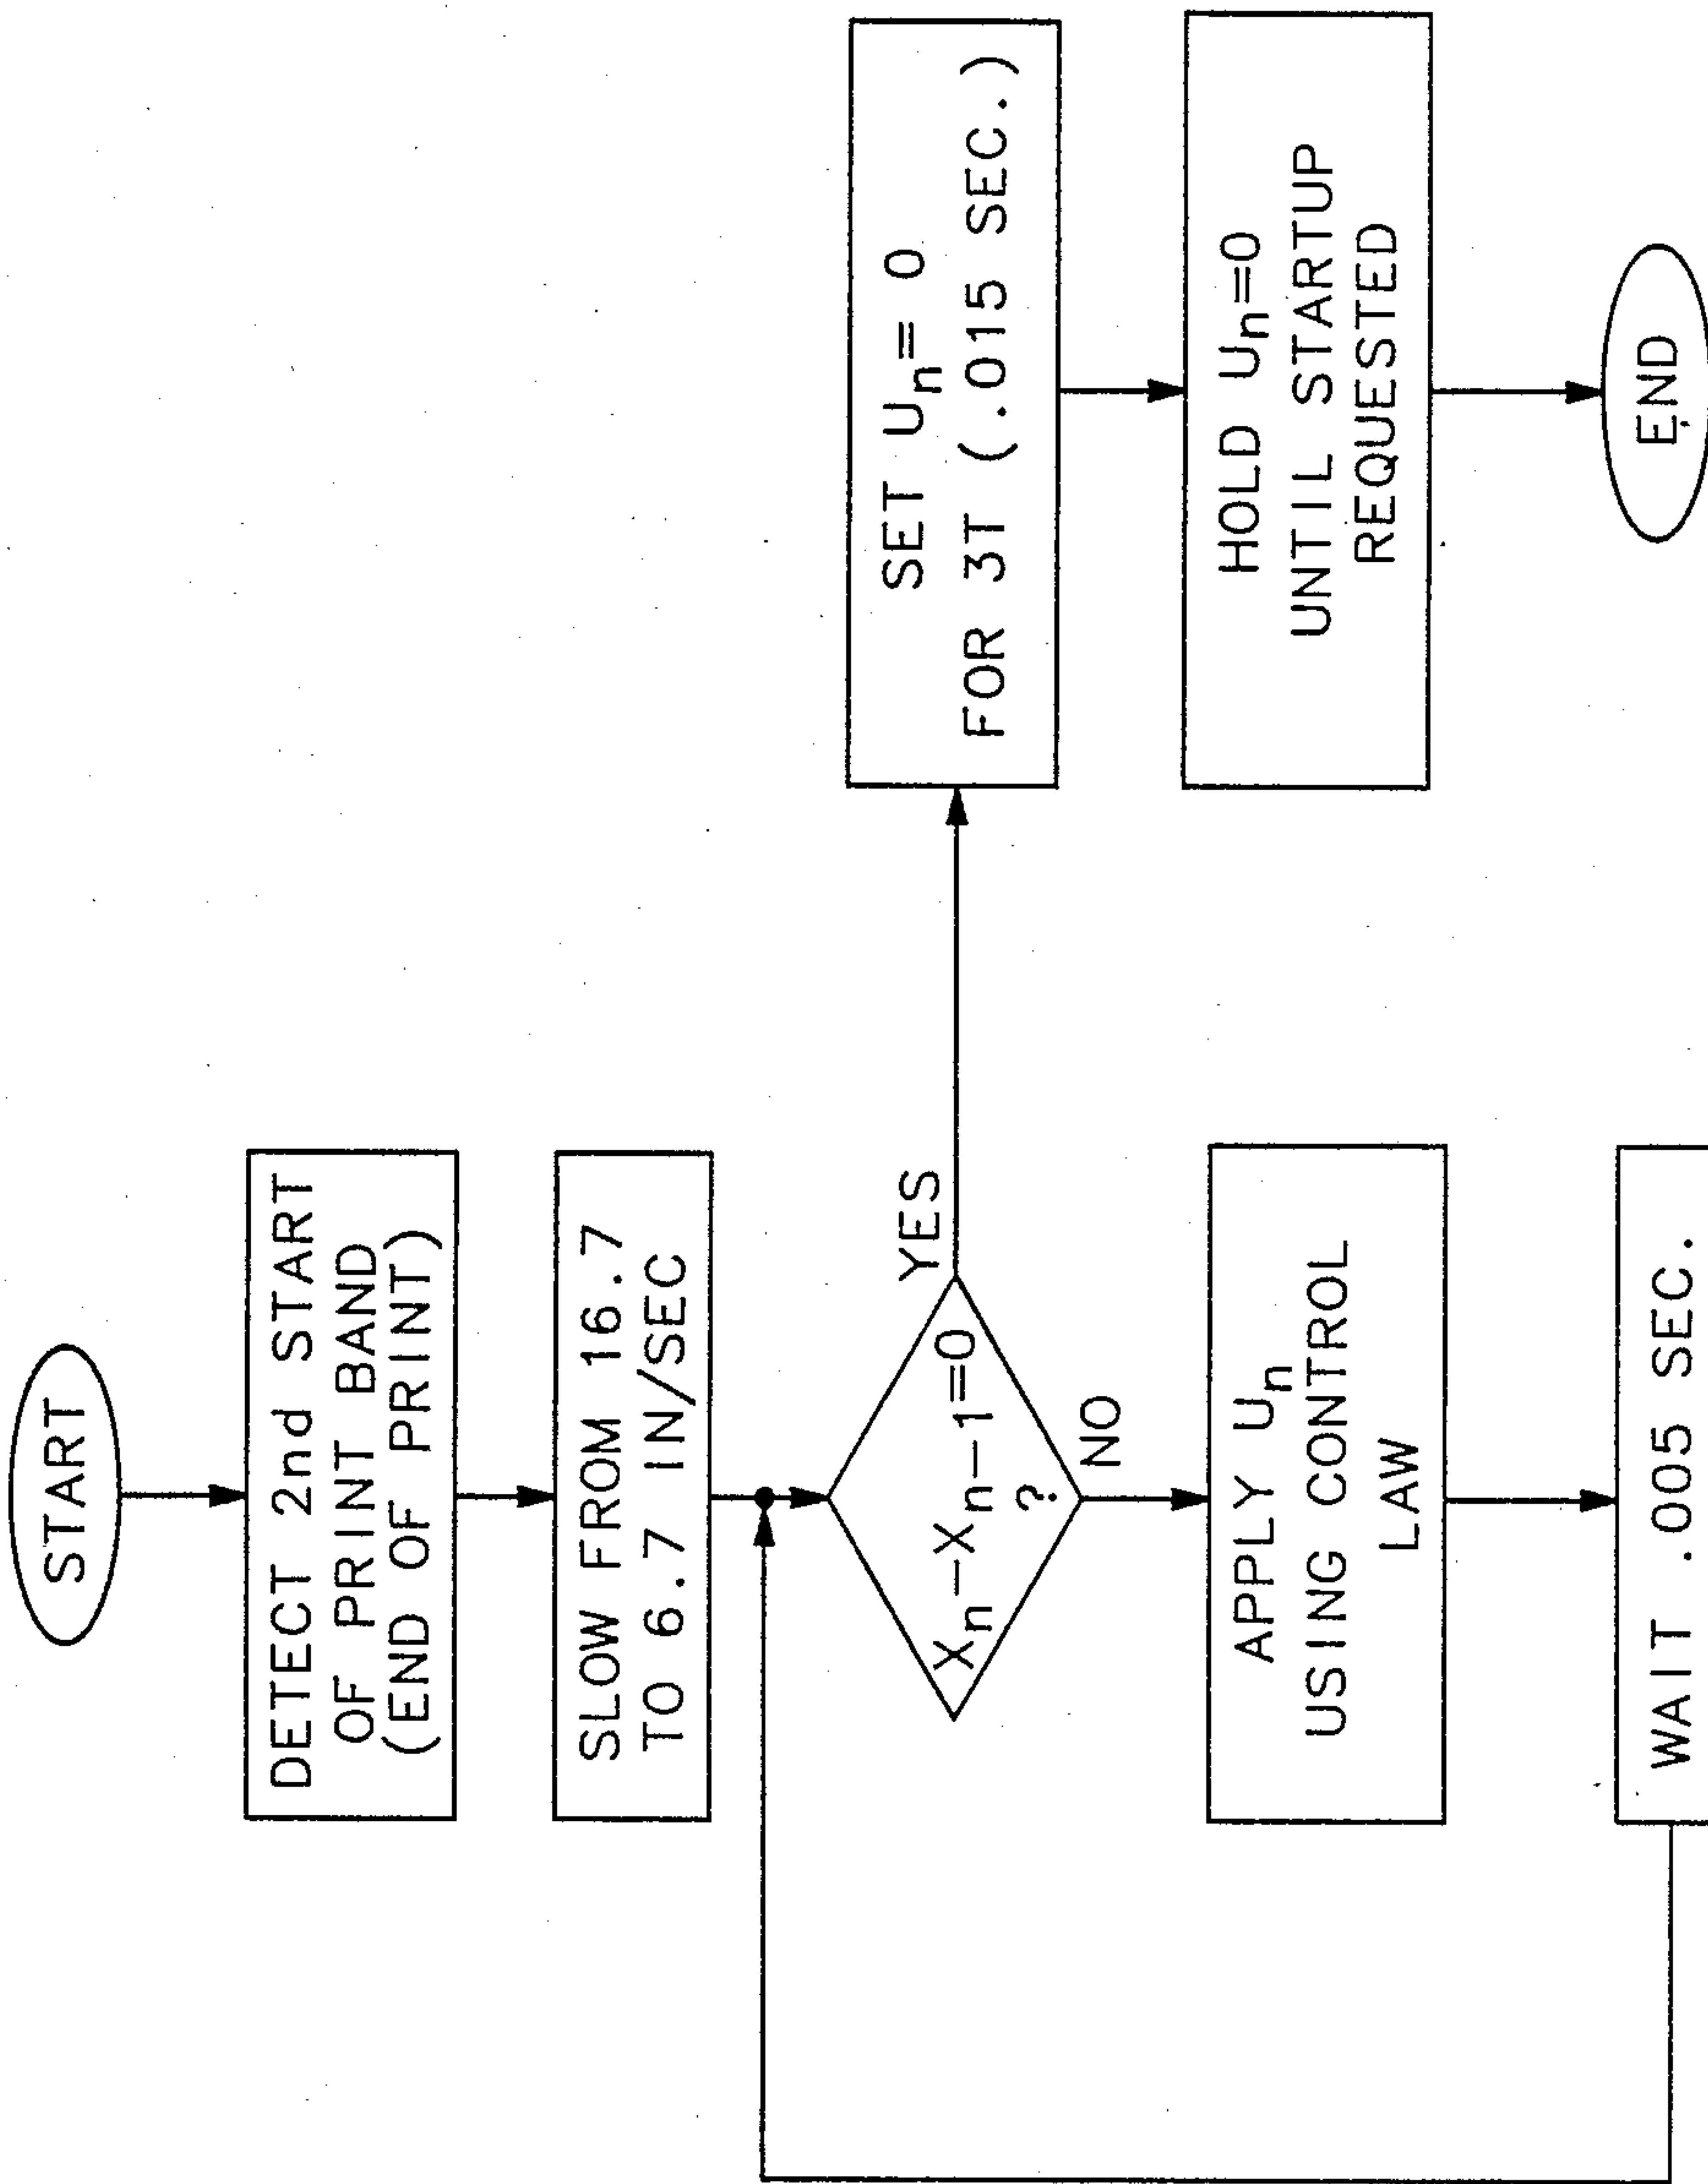 START
DETECT 2nd START
OF PRINT BAND
(END OF PRINT)
SLOW FROM 16.7
TO 6.7 IN/SEC
Xn-Xn-1=0
?
YES
NO
APPLY Un
USING CONTROL
LAW
WAIT .005 SEC.
SET Un= 0
FOR 3T (.015 SEC.)
HOLD Un=0
UNTIL STARTUP
REQUESTED
END